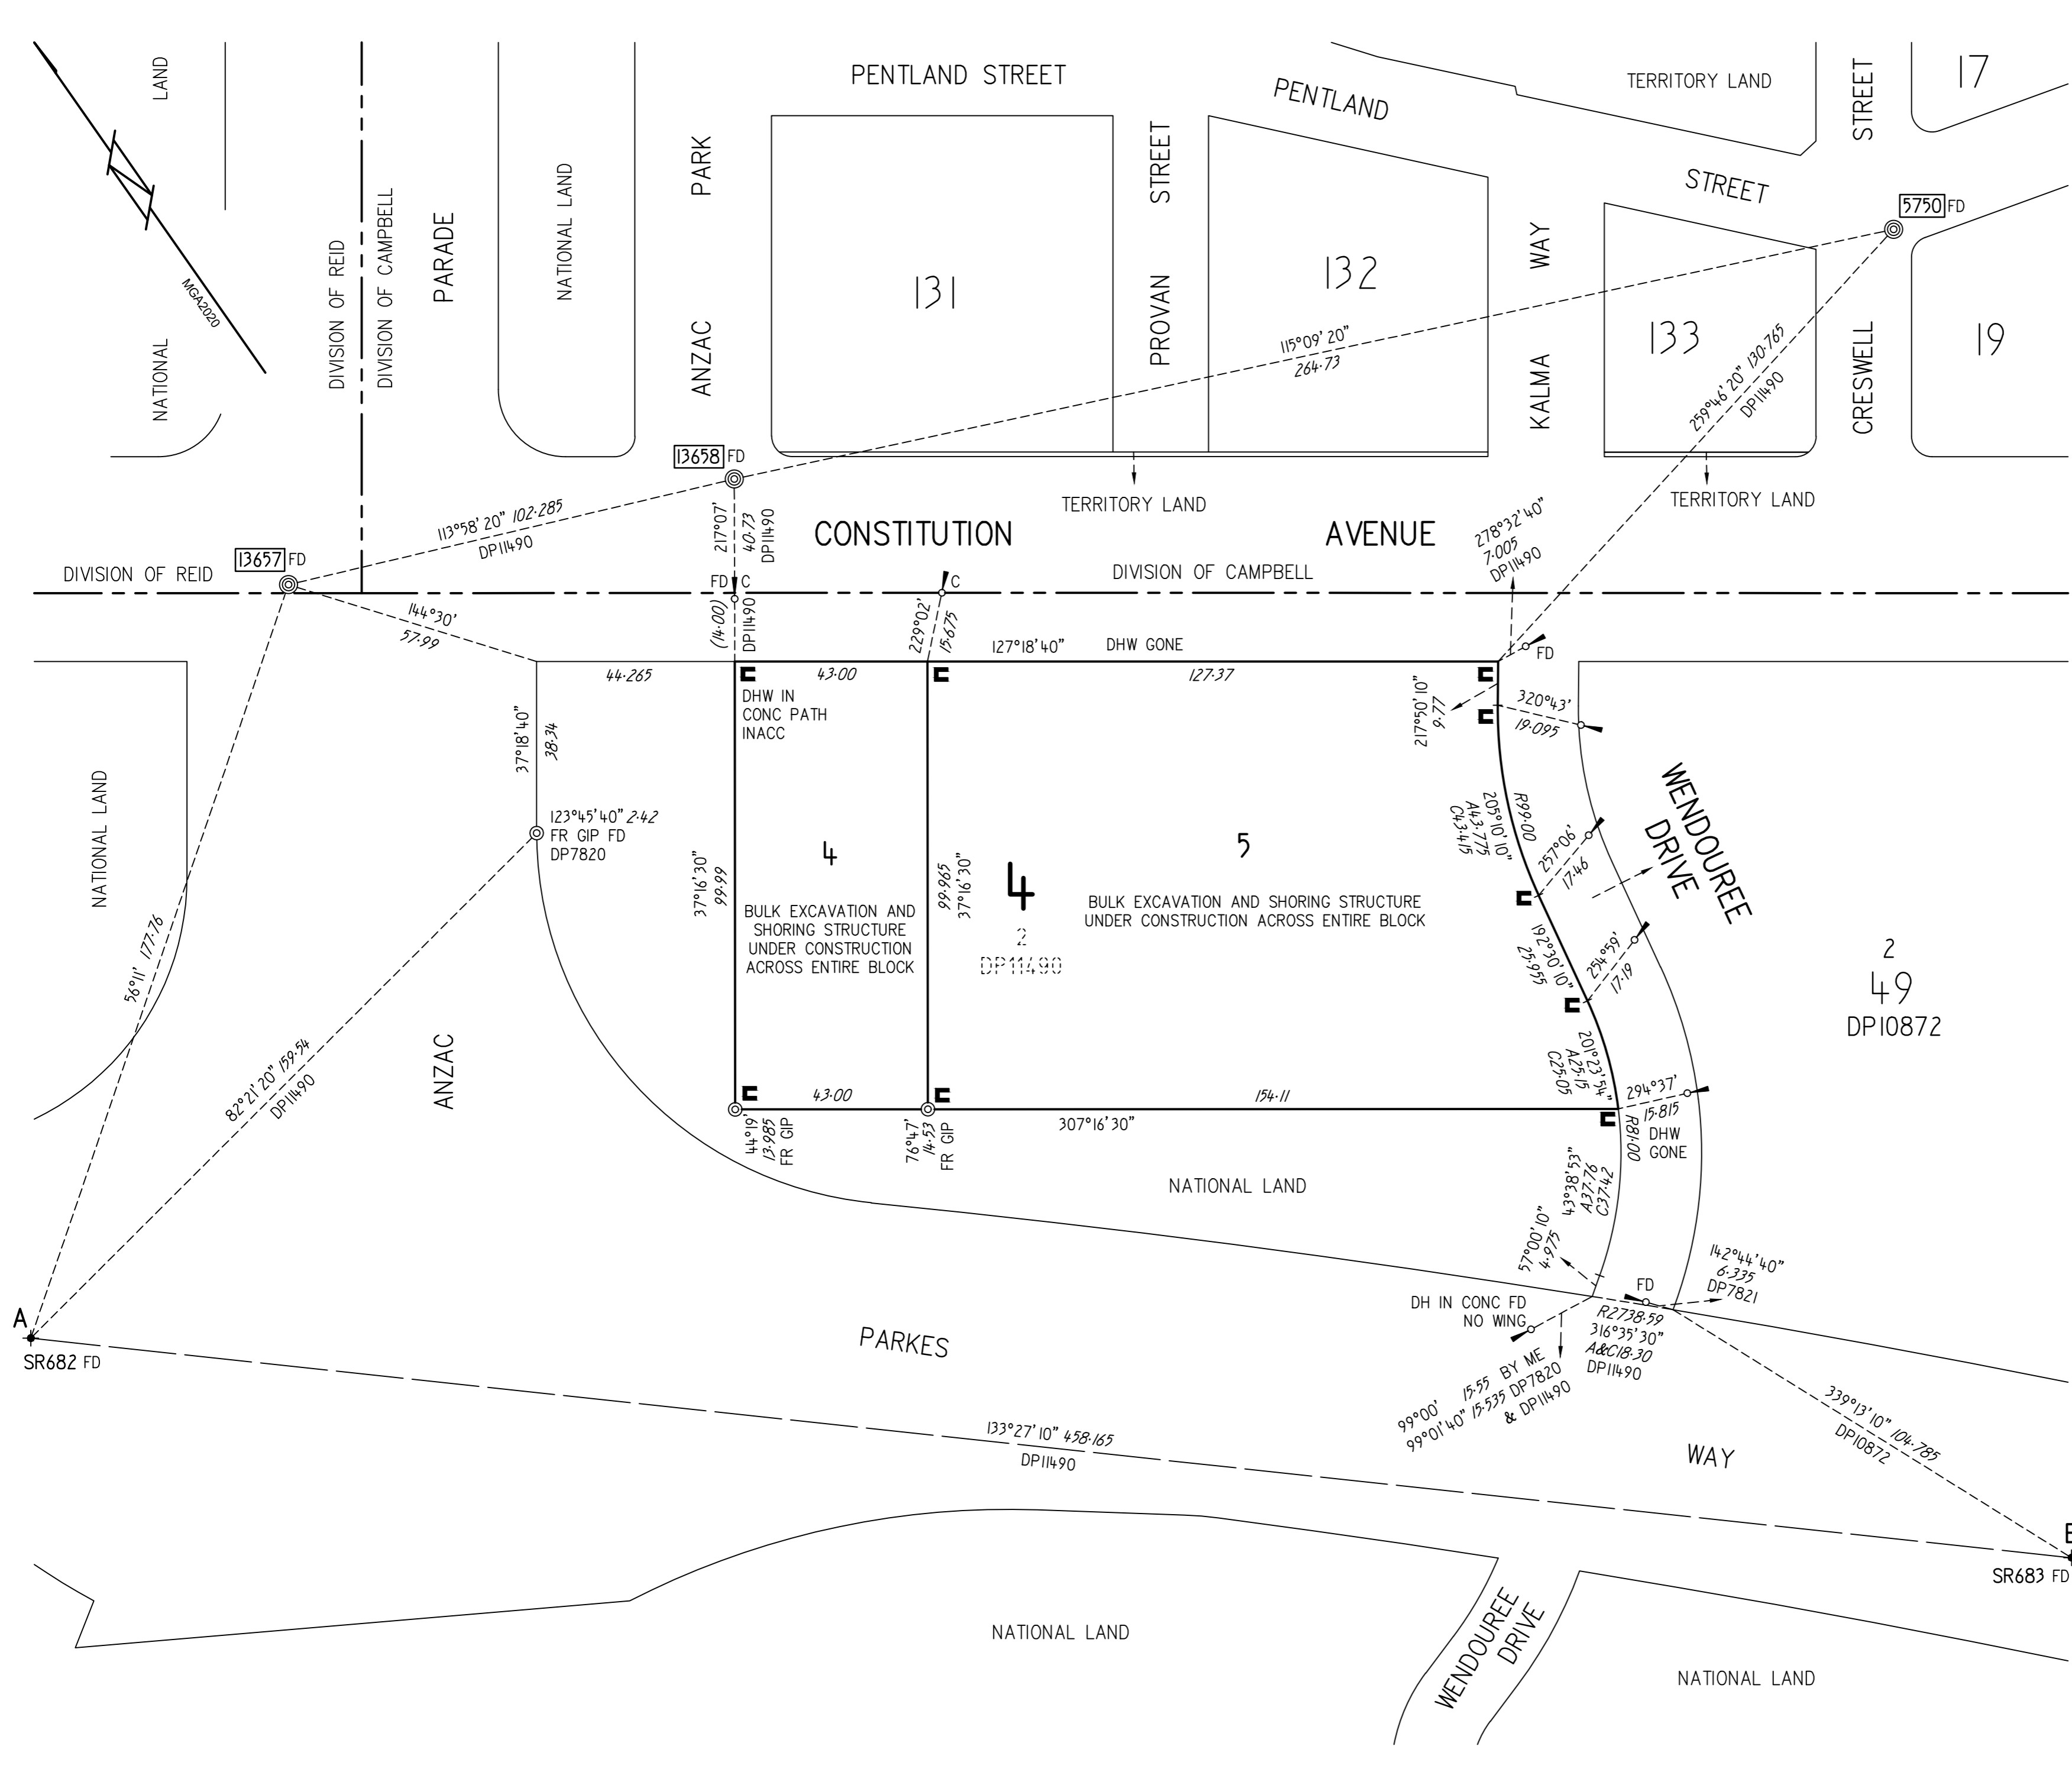 LAND
NATIONAL
MGA2020
DIVISION OF REID
DIVISION OF CAMPBELL
PARADE
NATIONAL LAND
PARK
ANZAC
PENTLAND STREET
PENTLAND
STREET
TERRITORY LAND
STREET
CRESWELL
17
131
STREET
PROVAN
132
WAY
KALMA
133
19
5750 FD
115°09'20"
264·73
259°46'20" 130·765
DP11490
13658 FD
113°58'20" 102·285
DP11490
13657 FD
217°07'
40·73
DP11490
TERRITORY LAND
TERRITORY LAND
CONSTITUTION AVENUE
278°32'40"
7·005
DP11490
DIVISION OF REID
DIVISION OF CAMPBELL
FD C
C
144°30'
57·99
(14·00)
DP11490
229°02'
15·675
127°18'40"
DHW GONE
FD
44·265
43·00
127·37
DHW IN
CONC PATH
INACC
217°50'10"
9·77
320°43'
19·095
37°18'40"
38·34
NATIONAL LAND
WENDOUREE
DRIVE
123°45'40" 2·42
FR GIP FD
DP7820
R99·00
205°10'10"
A43·775
C43·415
257°06'
17·46
4
5
37°16'30"
99·99
99·965
37°16'30"
4
2
DP11490
BULK EXCAVATION AND
SHORING STRUCTURE
UNDER CONSTRUCTION
ACROSS ENTIRE BLOCK
BULK EXCAVATION AND SHORING STRUCTURE
UNDER CONSTRUCTION ACROSS ENTIRE BLOCK
192°30'10"
25·955
254°59'
17·19
2
49
DP10872
56°11' 177·76
82°21'20" 159·54
DP11490
ANZAC
201°23'54"
A25·15
C25·05
294°37'
15·815
DHW
GONE
R81·00
43·00
154·11
307°16'30"
44°19'
13·985
FR GIP
76°47'
14·53
FR GIP
NATIONAL LAND
43°38'53"
A37·76
C37·42
57°00'10"
4·975
142°44'40"
6·335
DP7821
FD
DH IN CONC FD
NO WING
R2738·59
316°35'30"
A&C18·30
DP11490
A
SR682 FD
PARKES
99°00' 15·55 BY ME
99°01'40" 15·535 DP7820
& DP11490
133°27'10" 458·165
DP11490
WAY
339°13'10" 104·785
DP10872
SR683 FD
WENDOUREE
DRIVE
NATIONAL LAND
NATIONAL LAND